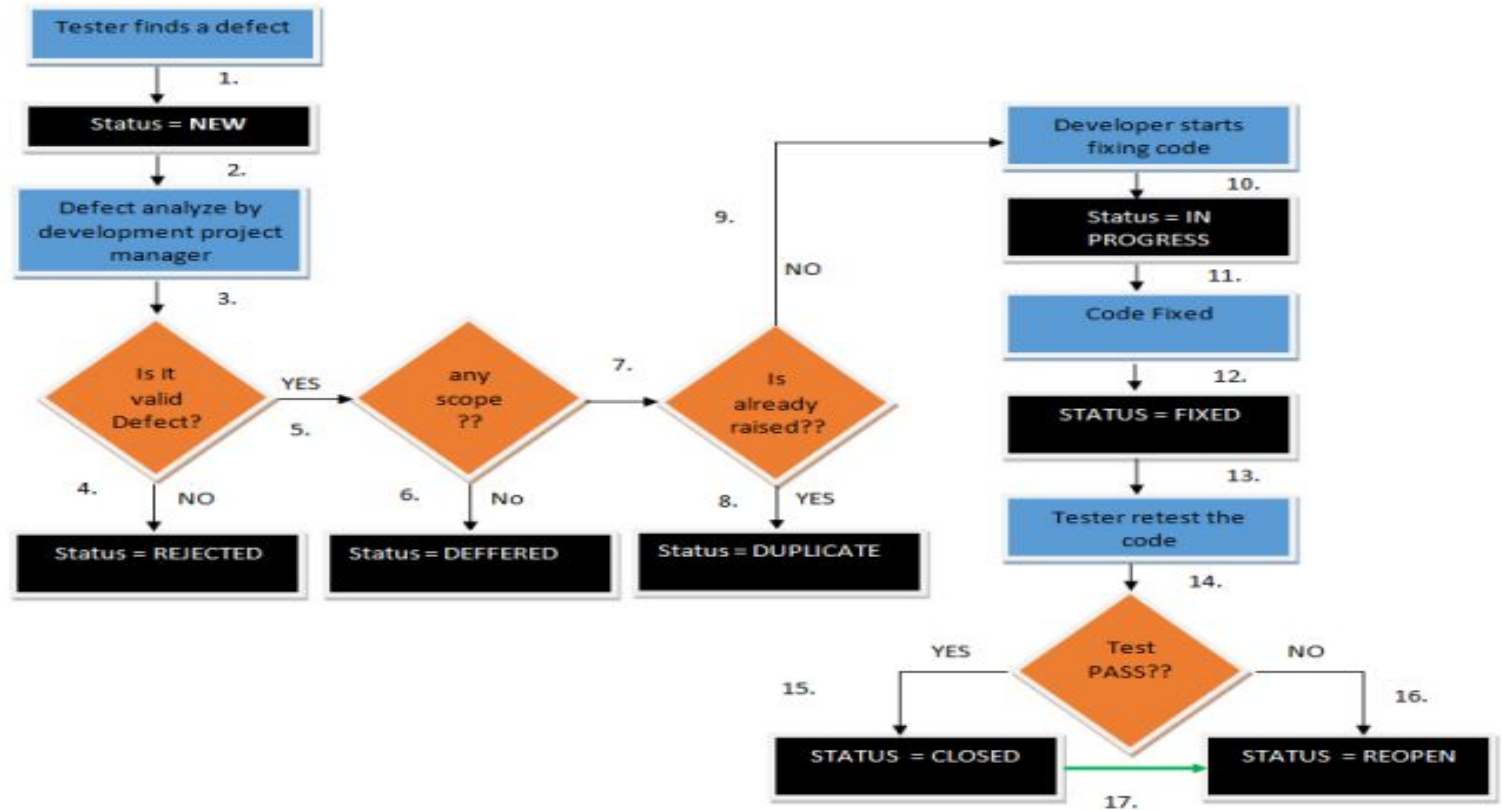 Tester finds a defect
1.
Status = NEW
2.
Defect analyze by
development project
manager
3.
Is it
valid
Defect?
YES
5.
4.
NO
Status = REJECTED
any
scope
??
7.
6.
No
Status = DEFFERED
Is
already
raised??
8.
YES
Status = DUPLICATE
9.
NO
Developer starts
fixing code
10.
Status = IN
PROGRESS
11.
Code Fixed
12.
STATUS = FIXED
13.
Tester retest the
code
14.
Test
PASS??
YES
15.
NO
16.
STATUS = CLOSED
STATUS = REOPEN
17.